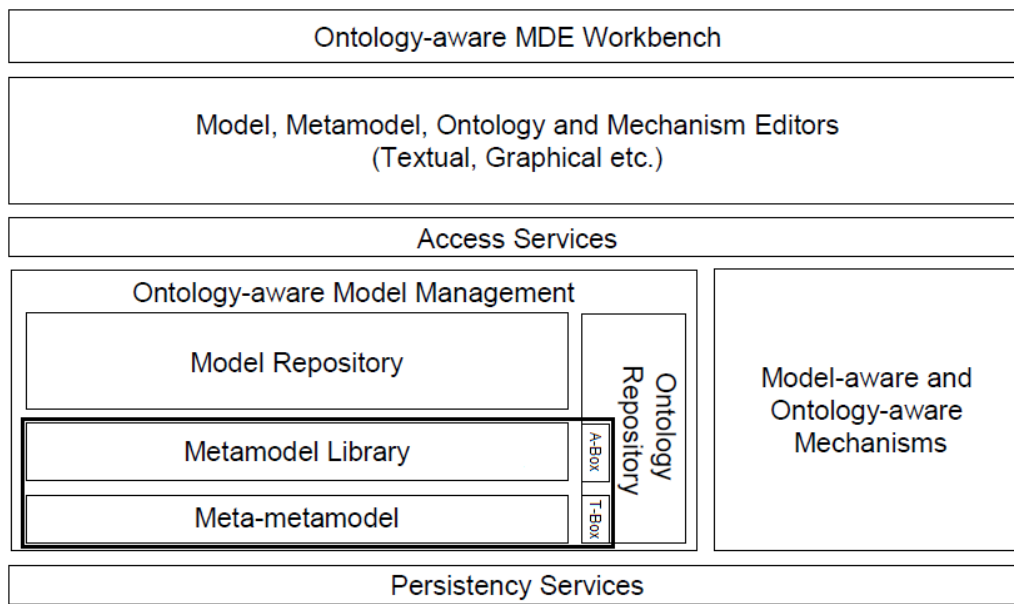 Ontology-aware MDE Workbench
Model, Metamodel, Ontology and Mechanism Editors
(Textual, Graphical etc.)
Access Services
Ontology-aware Model Management
Model Repository
Metamodel Library
Meta-metamodel
A-Box
T-Box
Ontology
Repository
Model-aware and
Ontology-aware
Mechanisms
Persistency Services